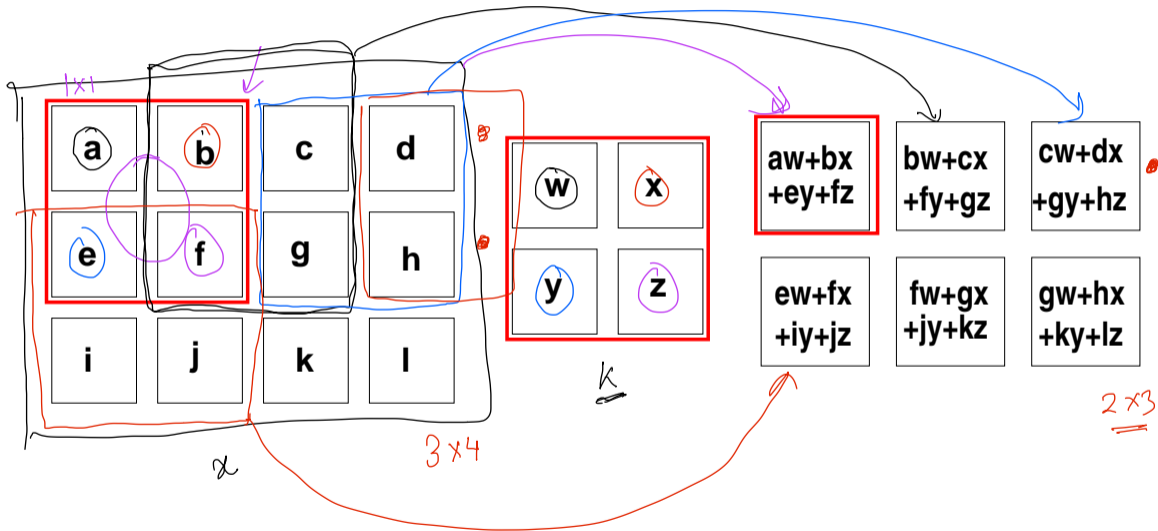 1x1
a b c d
e f g h
i j k l
x
3x4
w x
y z
k
aw+bx
+ey+fz
bw+cx
+fy+gz
cw+dx
+gy+hz
ew+fx
+iy+jz
fw+gx
+jy+kz
gw+hx
+ky+lz
2x3